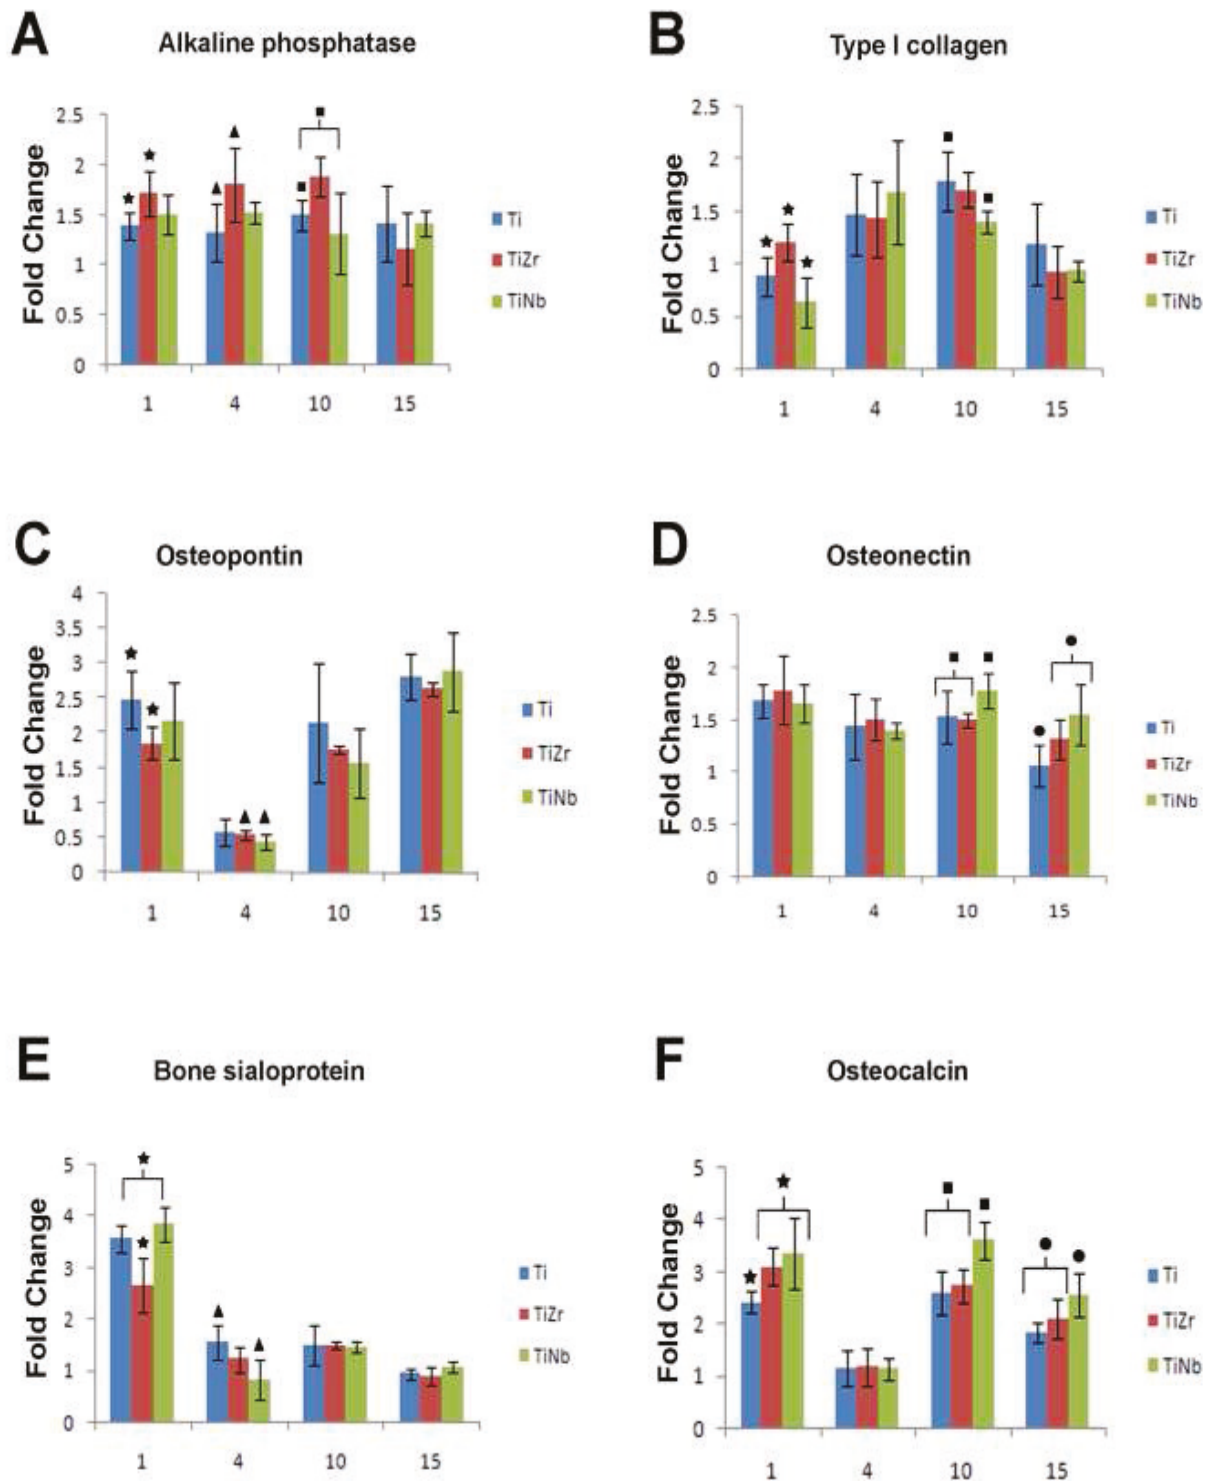 A
Alkaline phosphatase
Fold Change
2.5
2
1.5
1
0.5
0
1 4 10 15
Ti
TiZr
TiNb
B
Type I collagen
Fold Change
2.5
2
1.5
1
0.5
0
1 4 10 15
Ti
TiZr
TiNb
C
Osteopontin
Fold Change
4
3.5
3
2.5
2
1.5
1
0.5
0
1 4 10 15
Ti
TiZr
TiNb
D
Osteonectin
Fold Change
2.5
2
1.5
1
0.5
0
1 4 10 15
Ti
TiZr
TiNb
E
Bone sialoprotein
Fold Change
5
4
3
2
1
0
1 4 10 15
Ti
TiZr
TiNb
F
Osteocalcin
Fold Change
5
4
3
2
1
0
1 4 10 15
Ti
TiZr
TiNb